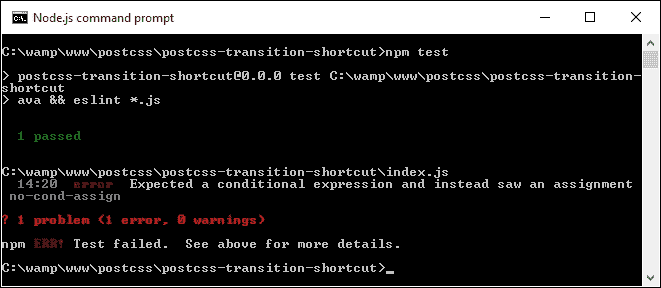 Node.js command prompt
C:\wamp\www\postcss\postcss-transition-shortcut>npm test
> postcss-transition-shortcut@0.0.0 test C:\wamp\www\postcss\postcss-transition-
shortcut
> ava && eslint *.js
1 passed
C:\wamp\www\postcss\postcss-transition-shortcut\index.js
14:20 error Expected a conditional expression and instead saw an assignment
no-cond-assign
? 1 problem (1 error, 0 warnings)
npm ERR! Test failed. See above for more details.
C:\wamp\www\postcss\postcss-transition-shortcut>_